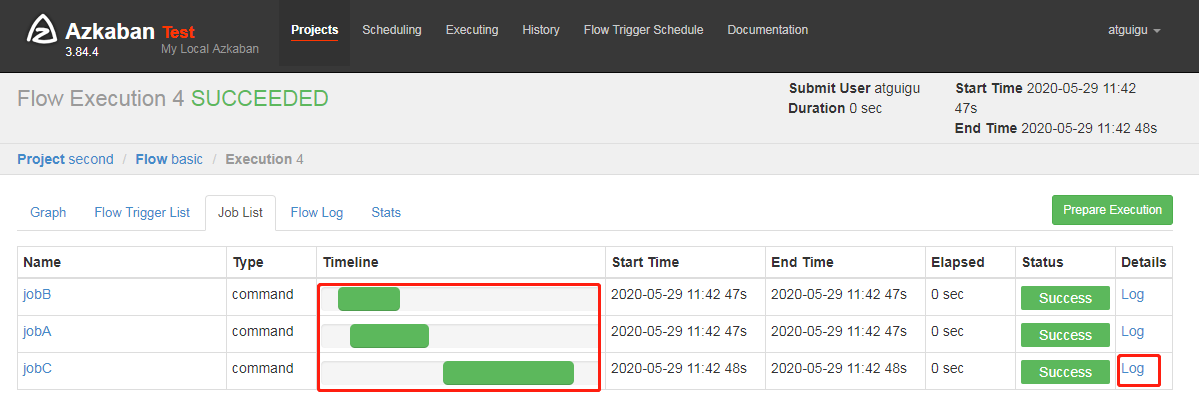 Azkaban Test
3.84.4 My Local Azkaban
Projects Scheduling Executing History Flow Trigger Schedule Documentation atguigu
Flow Execution 4 SUCCEEDED
Submit User atguigu
Duration 0 sec
Start Time 2020-05-29 11:42
47s
End Time 2020-05-29 11:42 48s
Project second / Flow basic / Execution 4
Graph Flow Trigger List Job List Flow Log Stats Prepare Execution
Name Type Timeline Start Time End Time Elapsed Status Details
jobB command 2020-05-29 11:42 47s 2020-05-29 11:42 47s 0 sec Success Log
jobA command 2020-05-29 11:42 47s 2020-05-29 11:42 47s 0 sec Success Log
jobC command 2020-05-29 11:42 48s 2020-05-29 11:42 48s 0 sec Success Log